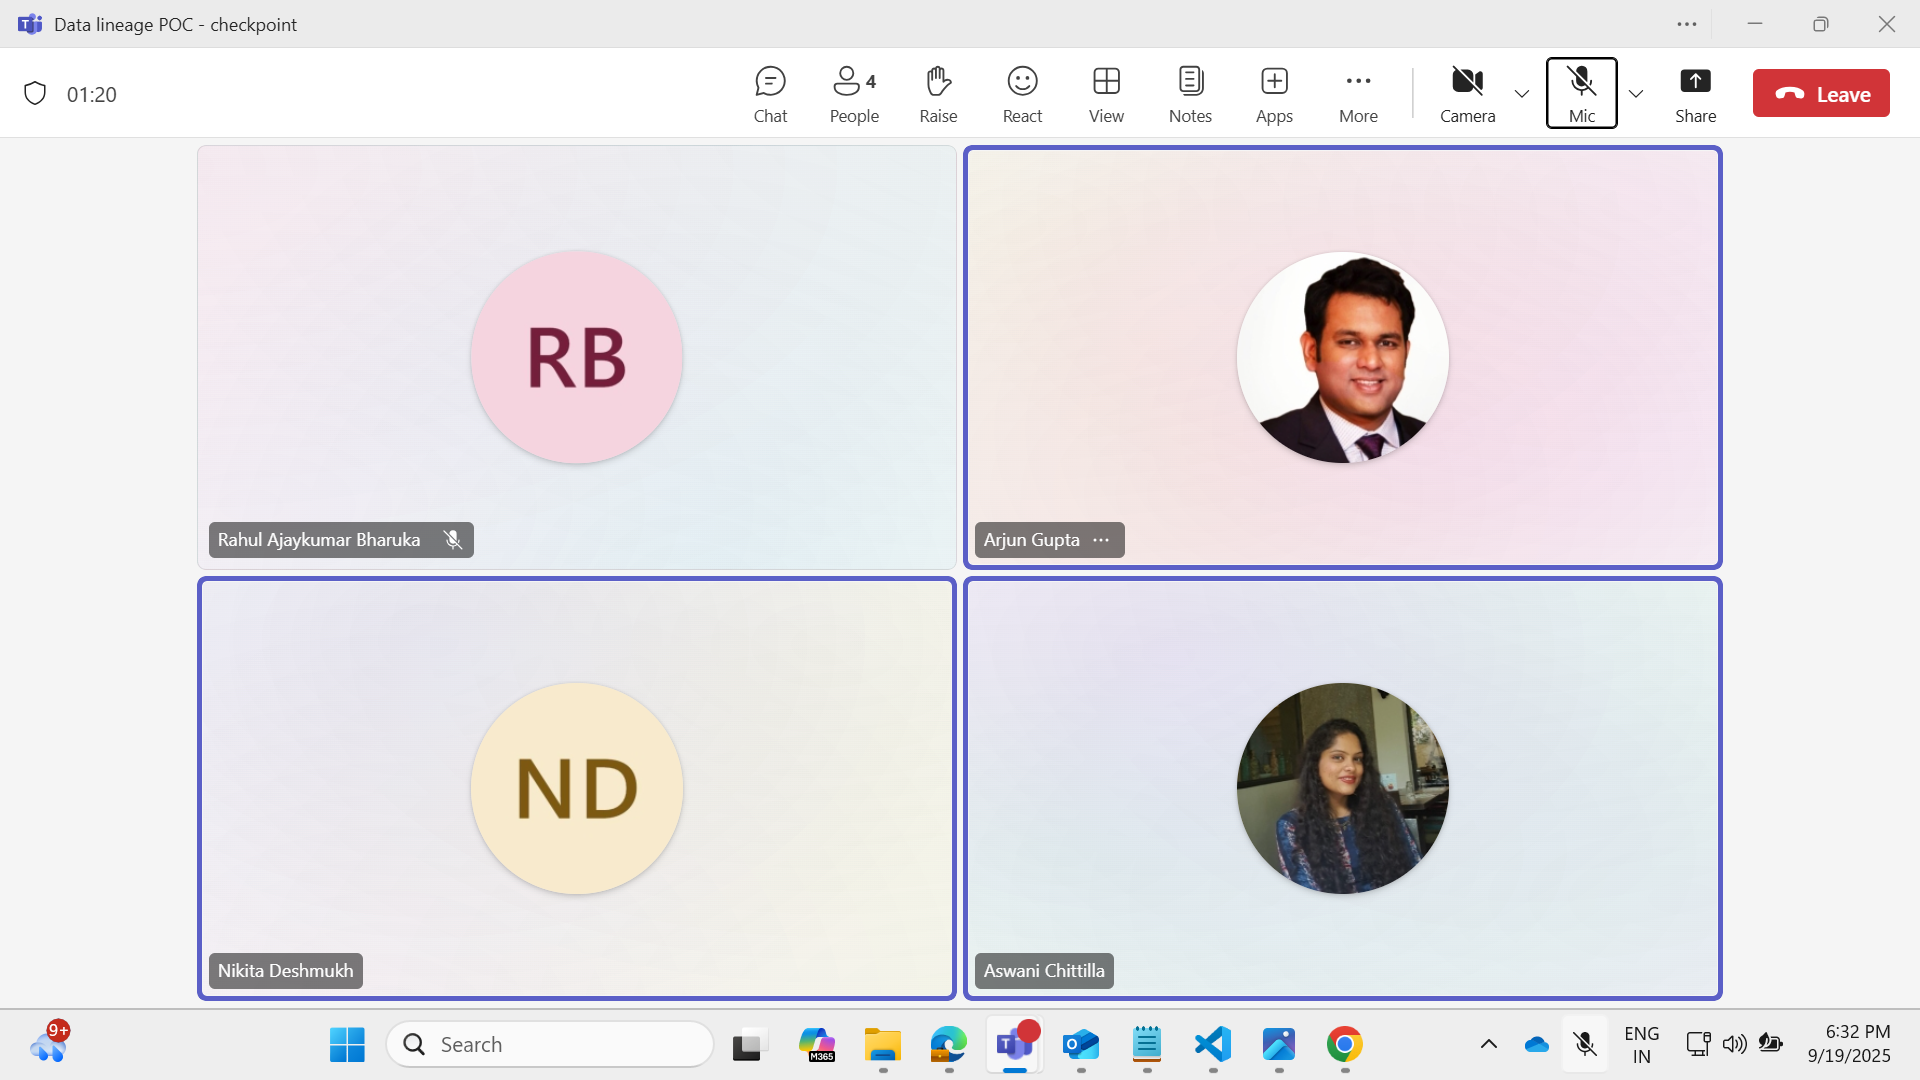 Data lineage POC - checkpoint
01:20
Chat
People 4
Raise
React
View
Notes
Apps
More
Camera
Mic
Share
Leave
RB
Rahul Ajaykumar Bharuka
Arjun Gupta
ND
Nikita Deshmukh
Aswani Chittilla
9+
Search
M365
ENG
IN
6:32 PM
9/19/2025